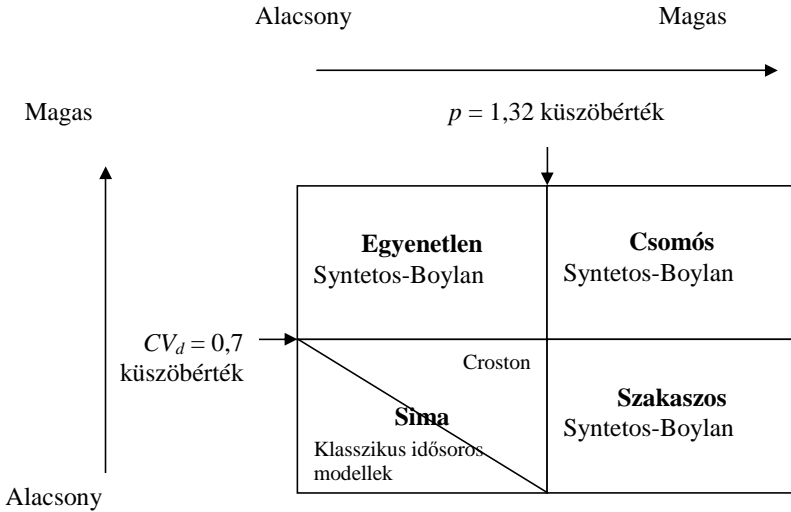 Alacsony
Magas
Magas
p = 1,32 küszöbérték
Egyenetlen
Syntetos-Boylan
Csomós
Syntetos-Boylan
CVd = 0,7
küszöbérték
Croston
Sima
Klasszikus idősoros
modellek
Szakaszos
Syntetos-Boylan
Alacsony